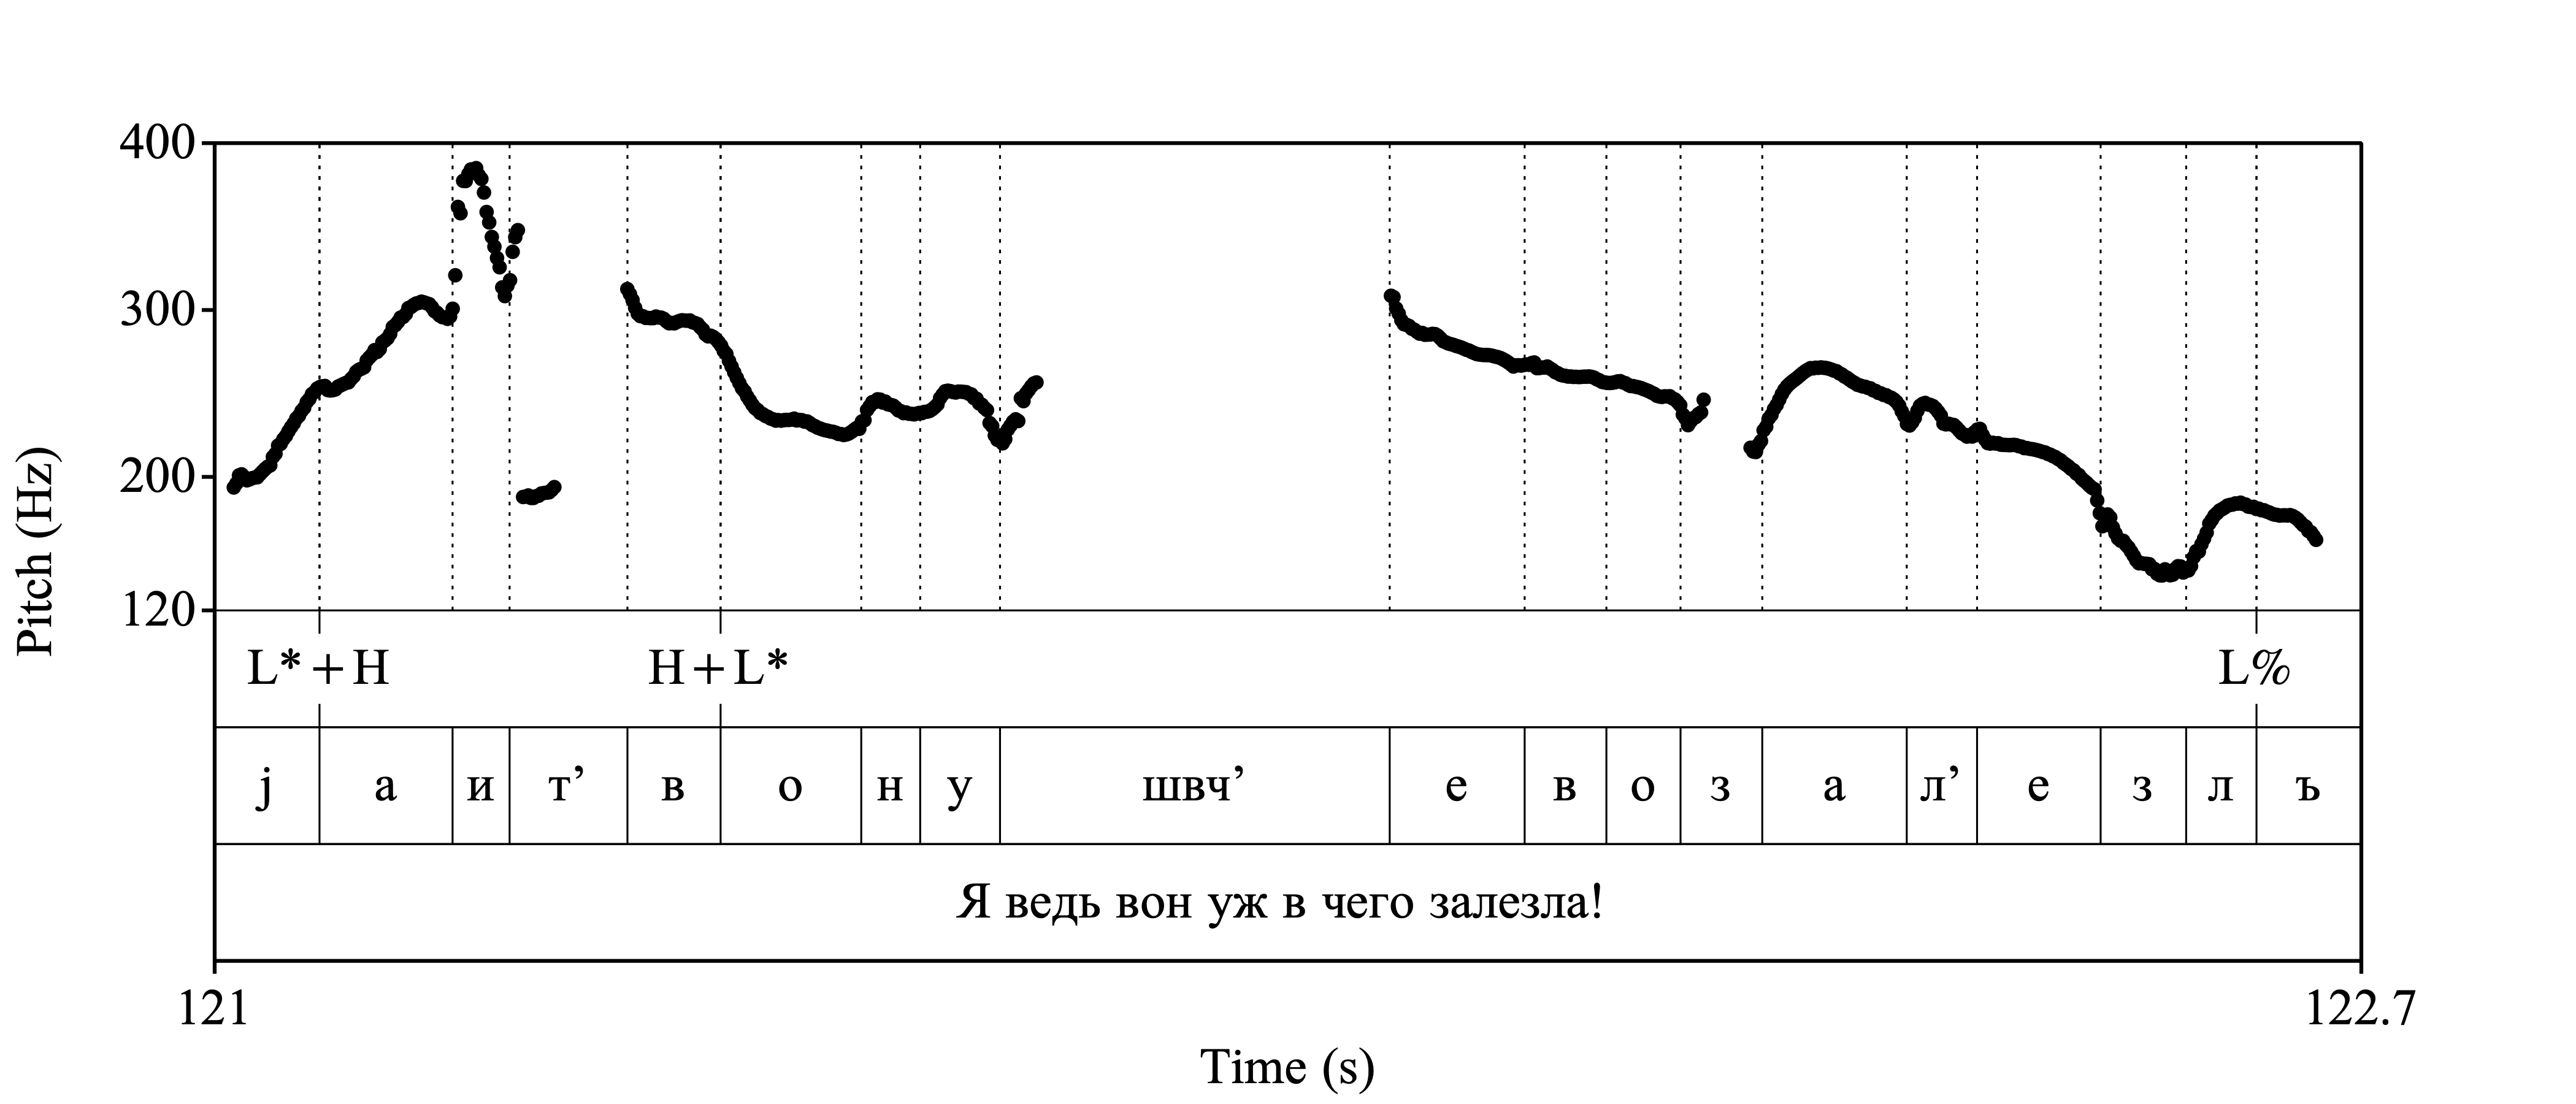 400
300
200
120
Pitch (Hz)
L*+H H+L* L%
j а и т’ в о н у швч’ е в о з а л’ е з л ъ
Я ведь вон уж в чего залезла!
121 122.7
Time (s)